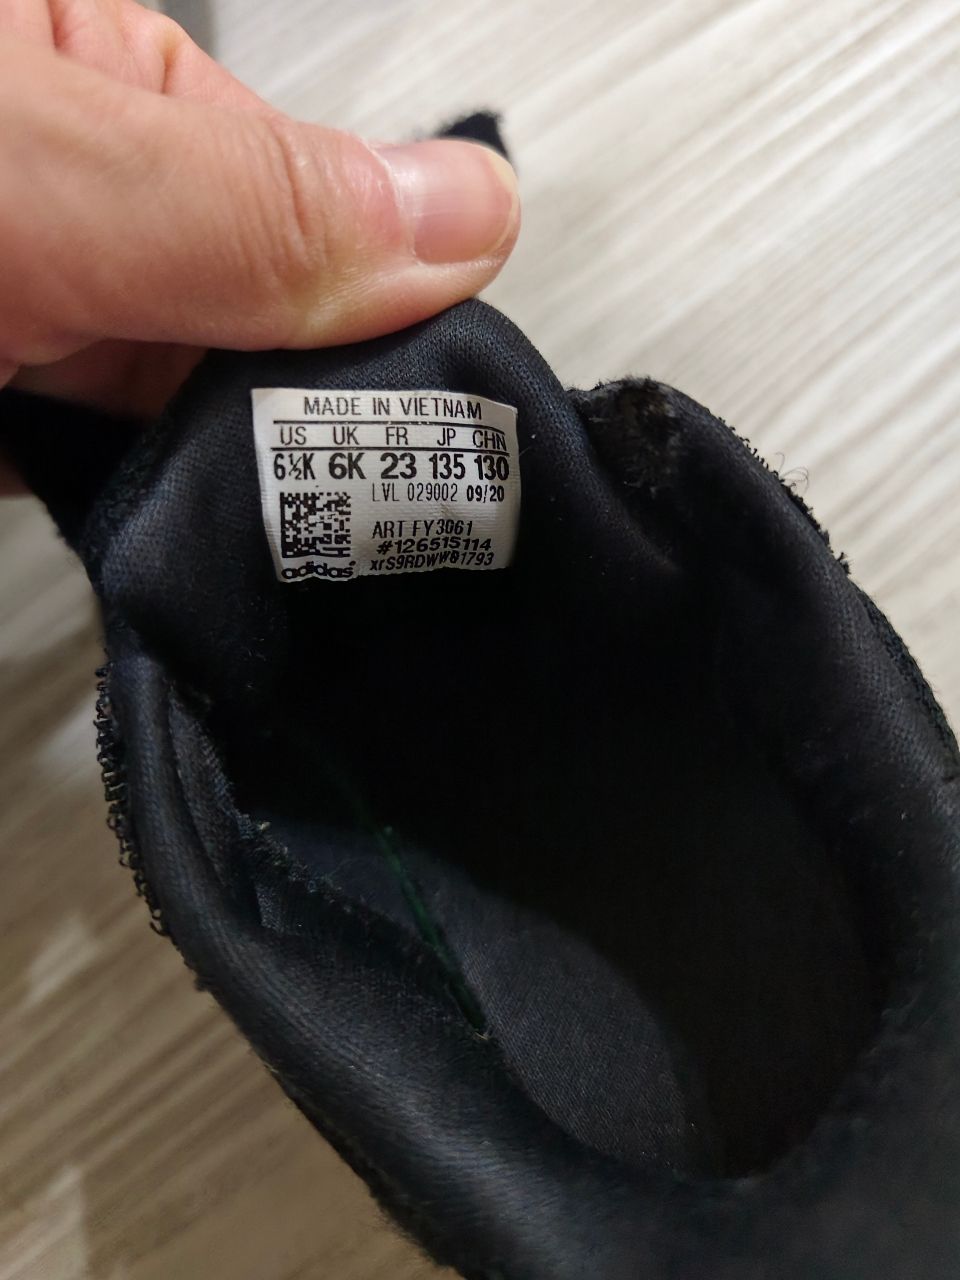 MADE IN VIETNAM
US UK FR JP CHN
6½K 6K 23 135 130
LVL 029002 09/20
ART FY3061
#126515114
xrS9RDWW01793
adidas